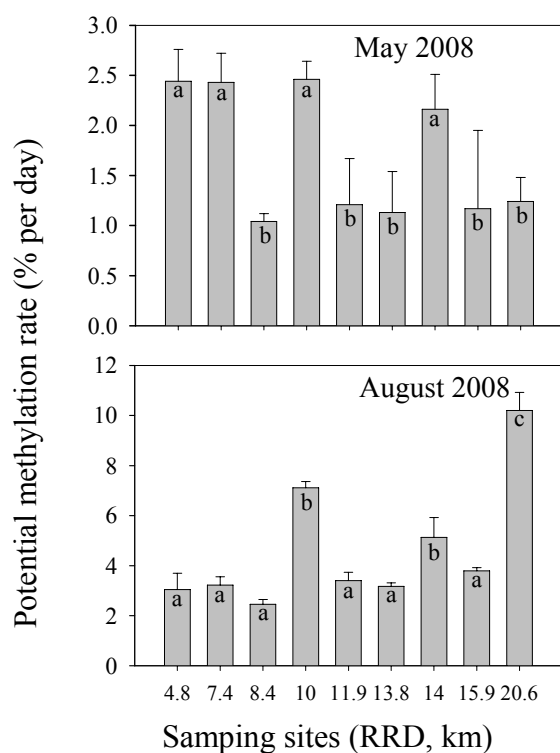 Potential methylation rate (% per day)
May 2008
3.0
2.5
2.0
1.5
1.0
0.5
0.0
a a b a b b a b b
August 2008
12
10
8
6
4
2
0
a a a b a a b a c
4.8 7.4 8.4 10 11.9 13.8 14 15.9 20.6
Samping sites (RRD, km)